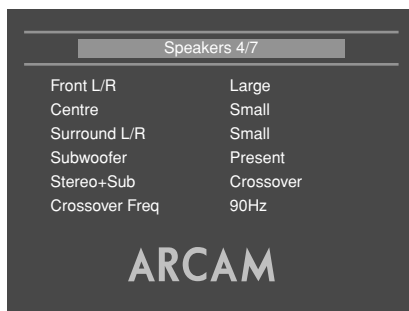 Speakers 4/7
Front L/R Large
Centre Small
Surround L/R Small
Subwoofer Present
Stereo+Sub Crossover
Crossover Freq 90Hz
ARCAM